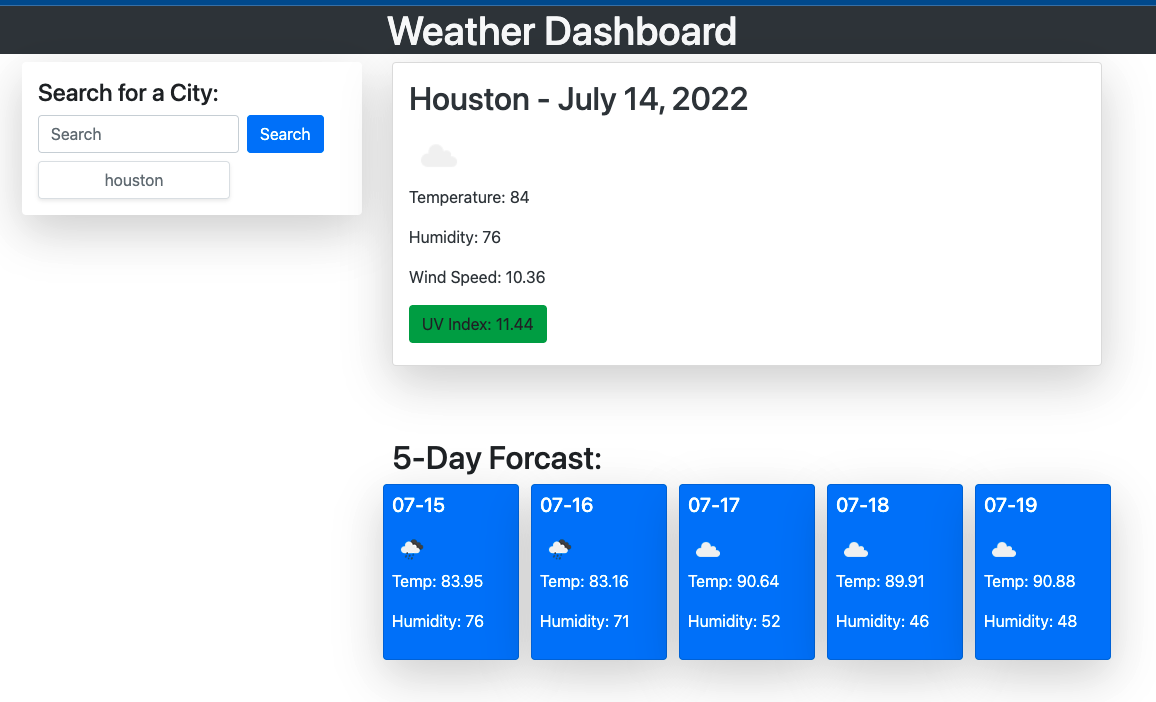 Weather Dashboard
Search for a City:
Search
Search
houston
Houston - July 14, 2022
Temperature: 84
Humidity: 76
Wind Speed: 10.36
UV Index: 11.44
5-Day Forcast:
07-15
Temp: 83.95
Humidity: 76
07-16
Temp: 83.16
Humidity: 71
07-17
Temp: 90.64
Humidity: 52
07-18
Temp: 89.91
Humidity: 46
07-19
Temp: 90.88
Humidity: 48